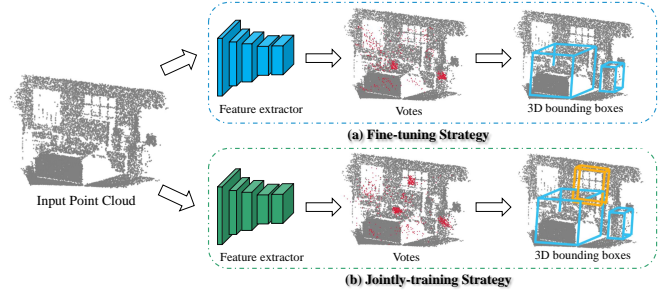 Feature extractor
Votes
3D bounding boxes
(a) Fine-tuning Strategy
Input Point Cloud
Feature extractor
Votes
3D bounding boxes
(b) Jointly-training Strategy